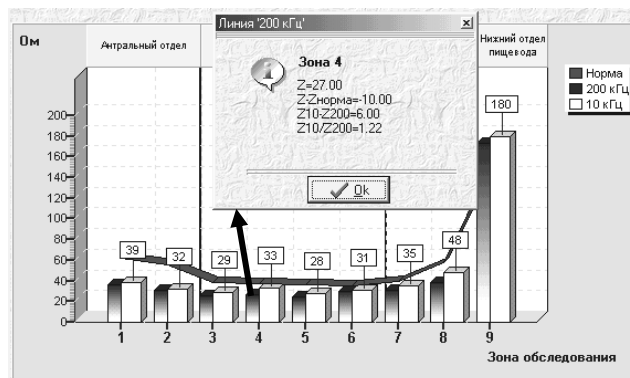 Ом
Антральный отдел
Линия '200 кГц'
Зона 4
Z=27.00
Z-Zнорма=-10.00
Z10-Z200=6.00
Z10/Z200=1.22
Ok
Нижний отдел
пищевода
Норма
200 кГц
10 кГц
200
180
160
140
120
100
80
60
40
20
0
39
32
29
33
28
31
35
48
180
1
2
3
4
5
6
7
8
9
Зона обследования